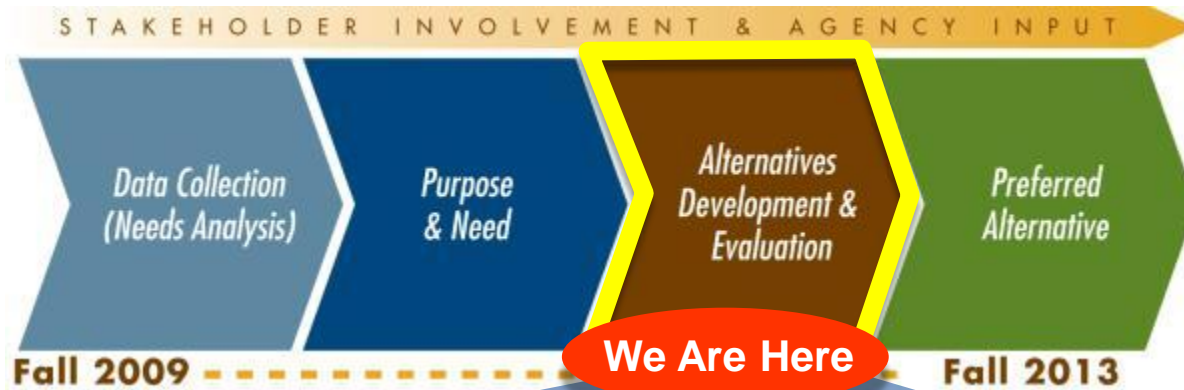 STAKEHOLDER INVOLVEMENT & AGENCY INPUT
Data Collection
(Needs Analysis)
Purpose
& Need
Alternatives
Development &
Evaluation
Preferred
Alternative
We Are Here
Fall 2009
Fall 2013